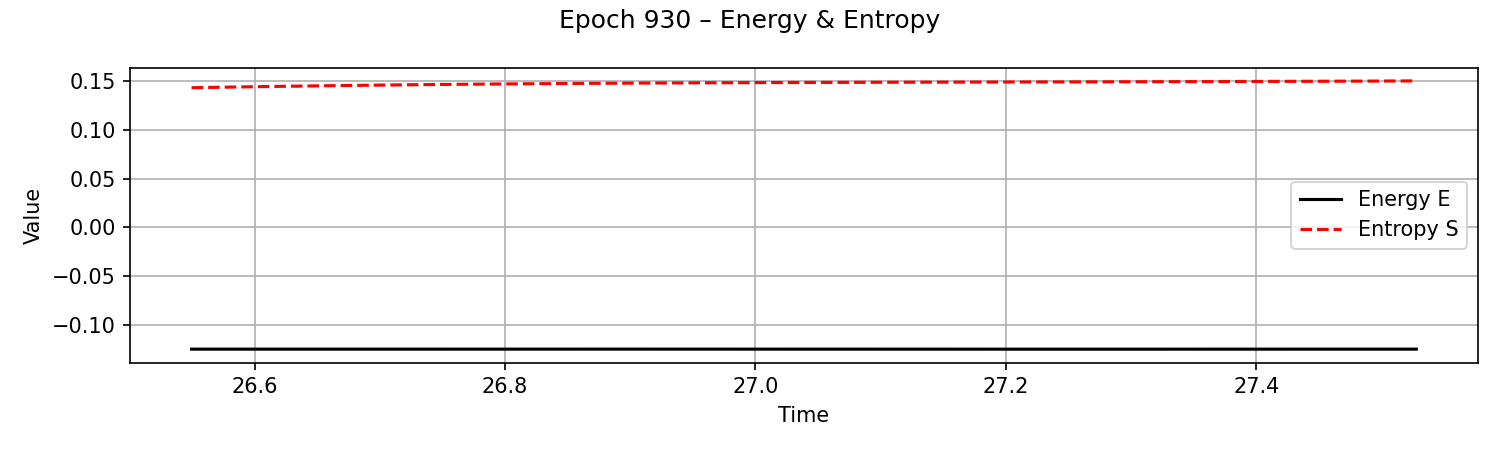 Epoch 930 – Energy & Entropy
Value
0.15
0.10
0.05
0.00
−0.05
−0.10
Energy E
Entropy S
26.6 26.8 27.0 27.2 27.4
Time